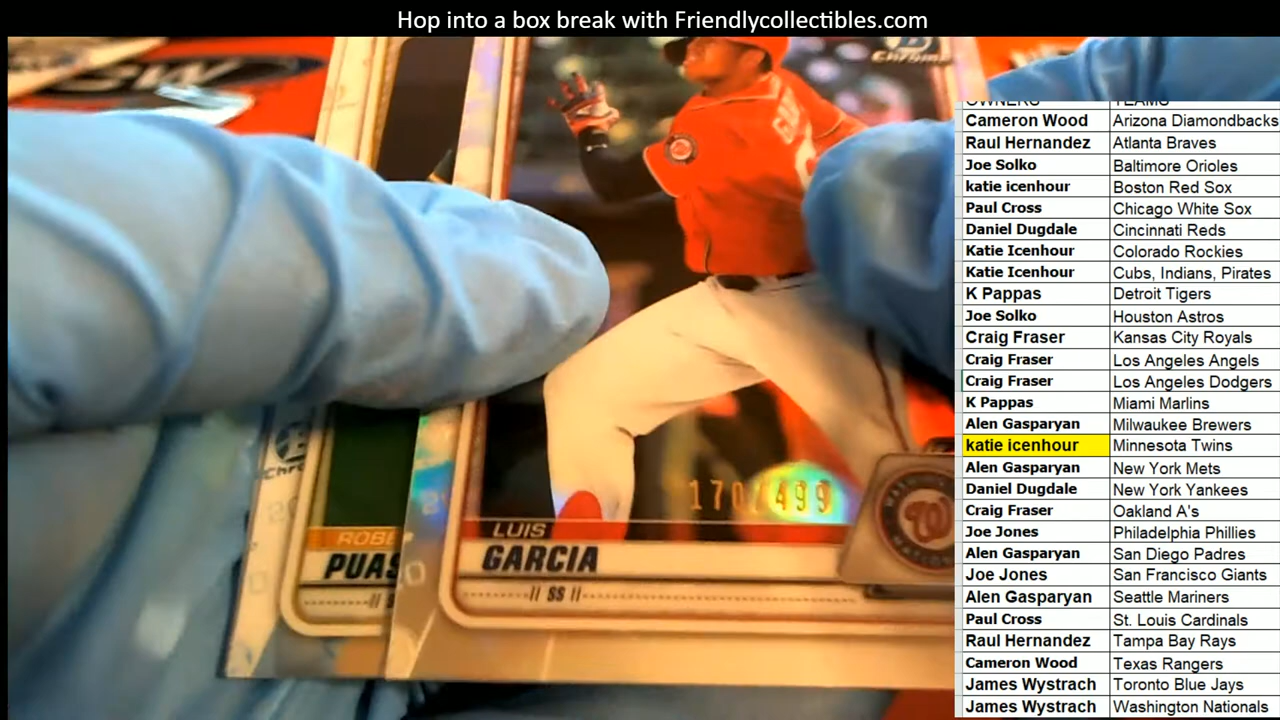 Hop into a box break with Friendlycollectibles.com
OWNERS TEAMS
Cameron Wood Arizona Diamondbacks
Raul Hernandez Atlanta Braves
Joe Solko Baltimore Orioles
katie icenhour Boston Red Sox
Paul Cross Chicago White Sox
Daniel Dugdale Cincinnati Reds
Katie Icenhour Colorado Rockies
Katie Icenhour Cubs, Indians, Pirates
K Pappas Detroit Tigers
Joe Solko Houston Astros
Craig Fraser Kansas City Royals
Craig Fraser Los Angeles Angels
Craig Fraser Los Angeles Dodgers
K Pappas Miami Marlins
Alen Gasparyan Milwaukee Brewers
katie icenhour Minnesota Twins
Alen Gasparyan New York Mets
Daniel Dugdale New York Yankees
Craig Fraser Oakland A's
Joe Jones Philadelphia Phillies
Alen Gasparyan San Diego Padres
Joe Jones San Francisco Giants
Alen Gasparyan Seattle Mariners
Paul Cross St. Louis Cardinals
Raul Hernandez Tampa Bay Rays
Cameron Wood Texas Rangers
James Wystrach Toronto Blue Jays
James Wystrach Washington Nationals
Chrome
170/499
LUIS
GARCIA
SS
ROBE
PUAS